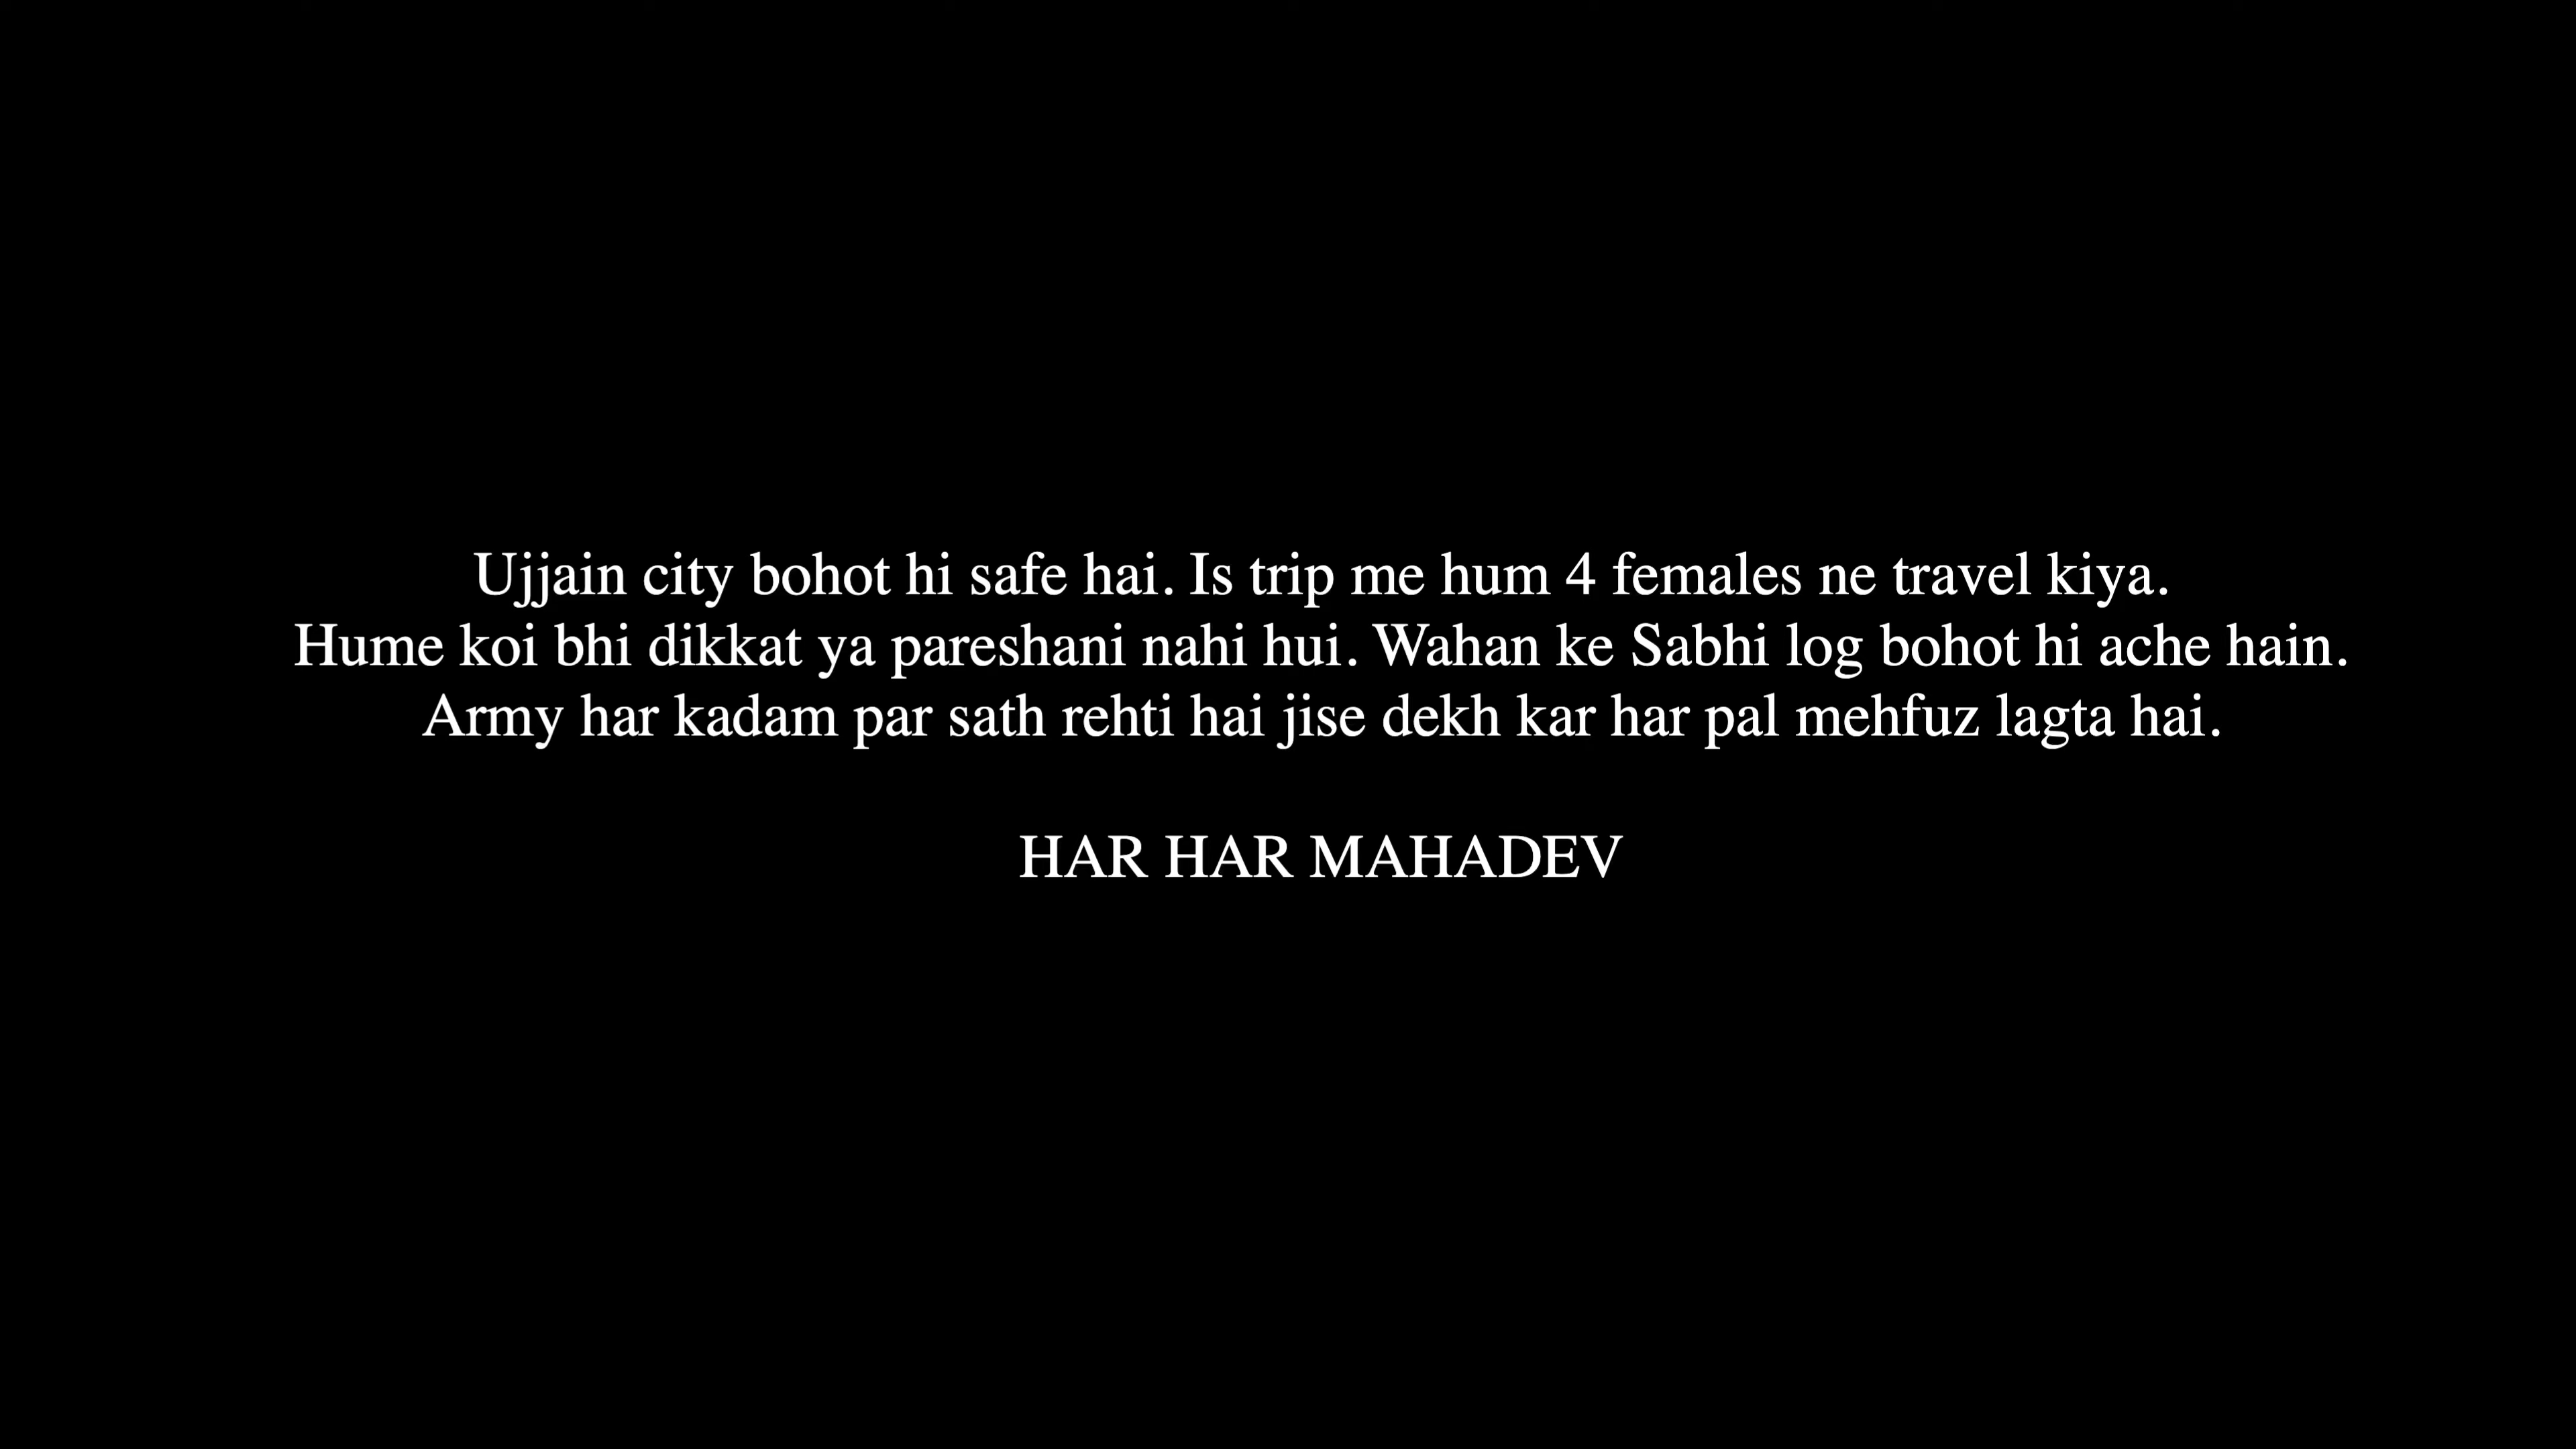 Ujjain city bohot hi safe hai. Is trip me hum 4 females ne travel kiya.
Hume koi bhi dikkat ya pareshani nahi hui. Wahan ke Sabhi log bohot hi ache hain.
Army har kadam par sath rehti hai jise dekh kar har pal mehfuz lagta hai.
HAR HAR MAHADEV